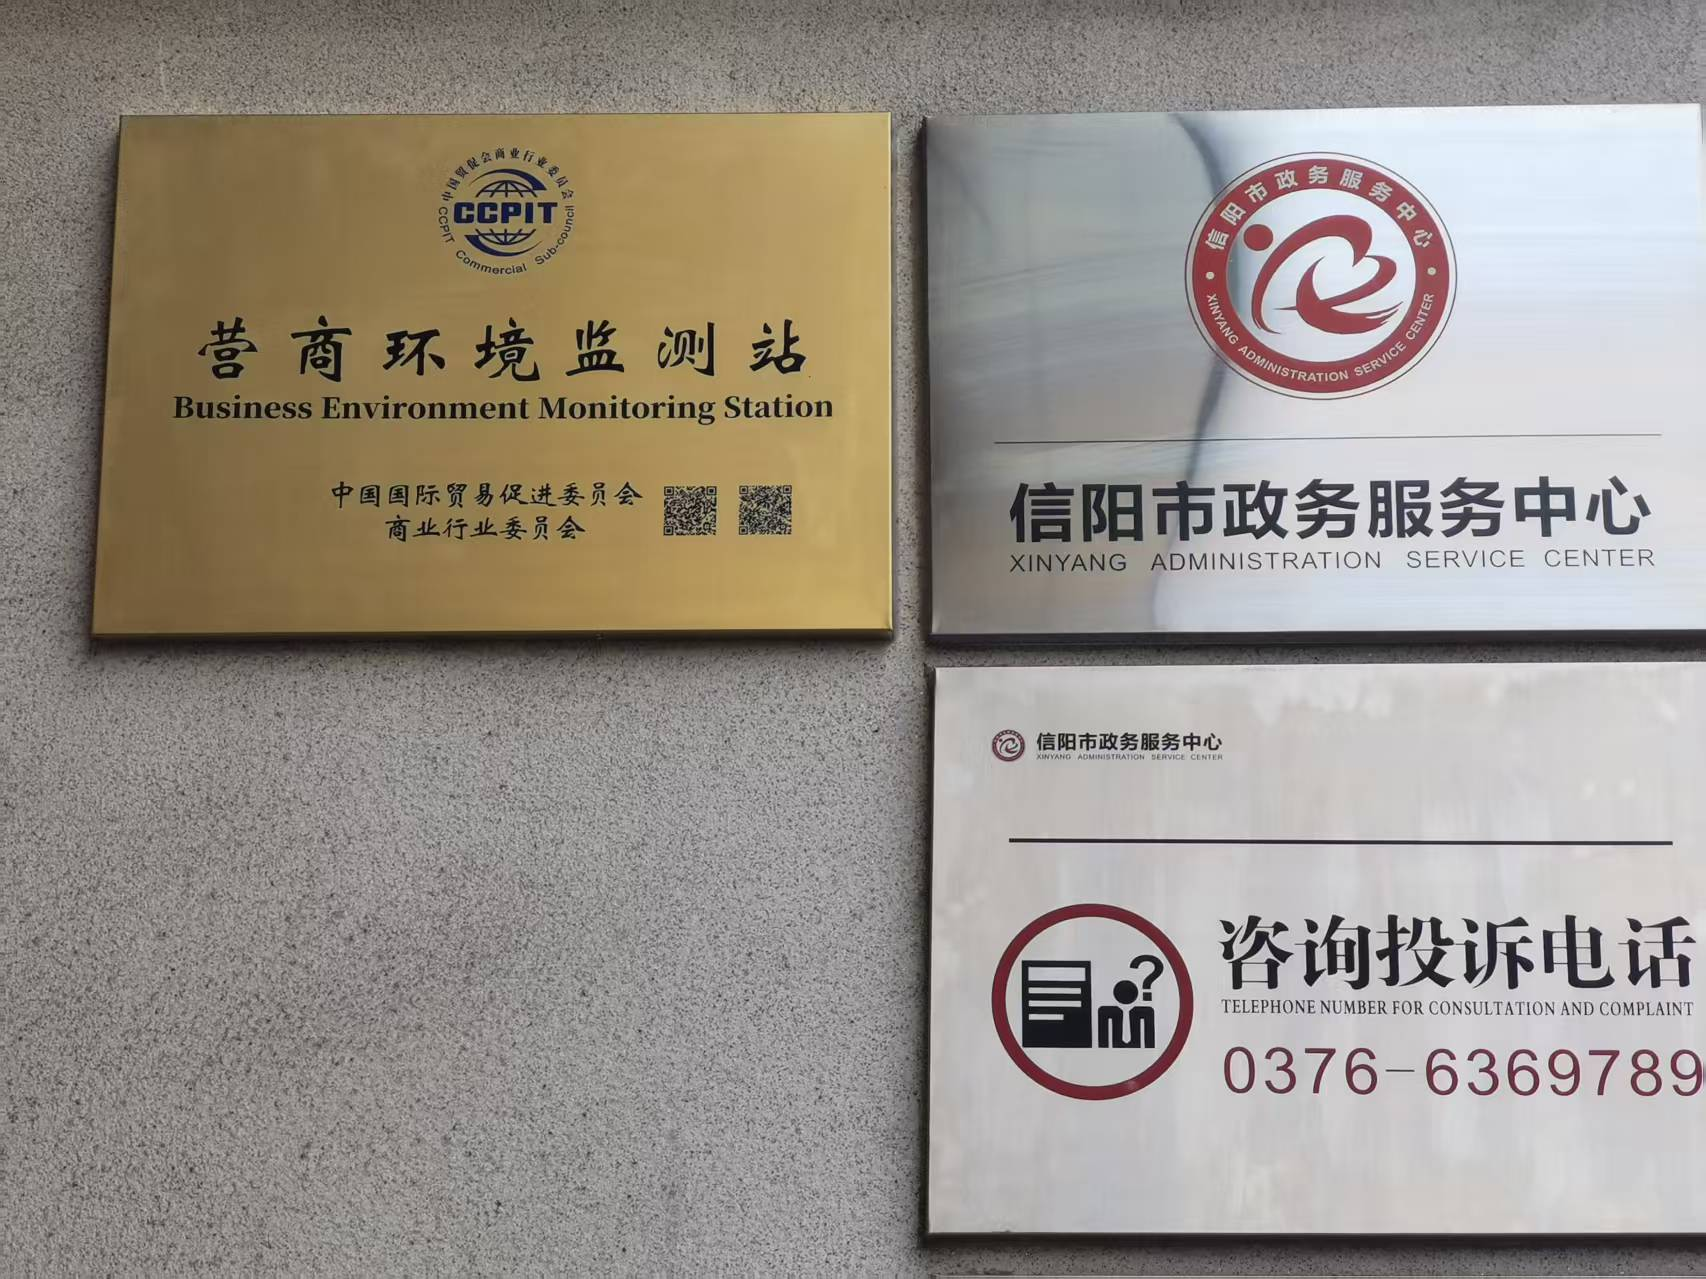 中国贸促会商业行业委员会
CCPIT
CCPIT Commercial Sub-council
营商环境监测站
Business Environment Monitoring Station
中国国际贸易促进委员会
商业行业委员会
信阳市政务服务中心
XINYANG ADMINISTRATION SERVICE CENTER
信阳市政务服务中心
XINYANG ADMINISTRATION SERVICE CENTER
信阳市政务服务中心
XINYANG ADMINISTRATION SERVICE CENTER
咨询投诉电话
TELEPHONE NUMBER FOR CONSULTATION AND COMPLAINT
0376-6369789